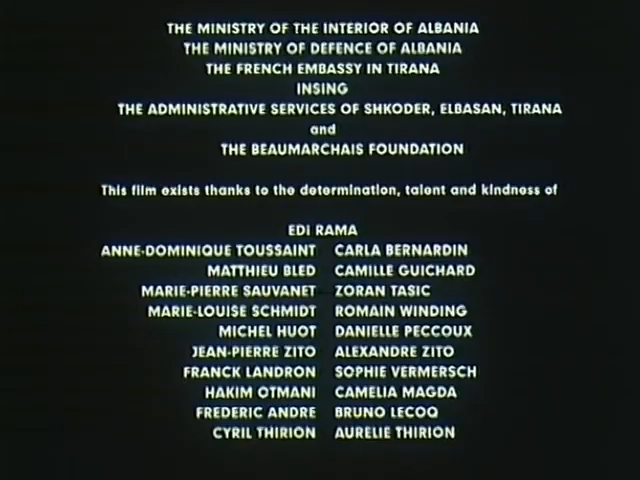 THE MINISTRY OF THE INTERIOR OF ALBANIA
THE MINISTRY OF DEFENCE OF ALBANIA
THE FRENCH EMBASSY IN TIRANA
INSING
THE ADMINISTRATIVE SERVICES OF SHKODER, ELBASAN, TIRANA
and
THE BEAUMARCHAIS FOUNDATION
This film exists thanks to the determination, talent and kindness of
EDI RAMA
ANNE-DOMINIQUE TOUSSAINT CARLA BERNARDIN
MATTHIEU BLED CAMILLE GUICHARD
MARIE-PIERRE SAUVANET ZORAN TASIC
MARIE-LOUISE SCHMIDT ROMAIN WINDING
MICHEL HUOT DANIELLE PECCOUX
JEAN-PIERRE ZITO ALEXANDRE ZITO
FRANCK LANDRON SOPHIE VERMERSCH
HAKIM OTMANI CAMELIA MAGDA
FREDERIC ANDRE BRUNO LECOQ
CYRIL THIRION AURELIE THIRION